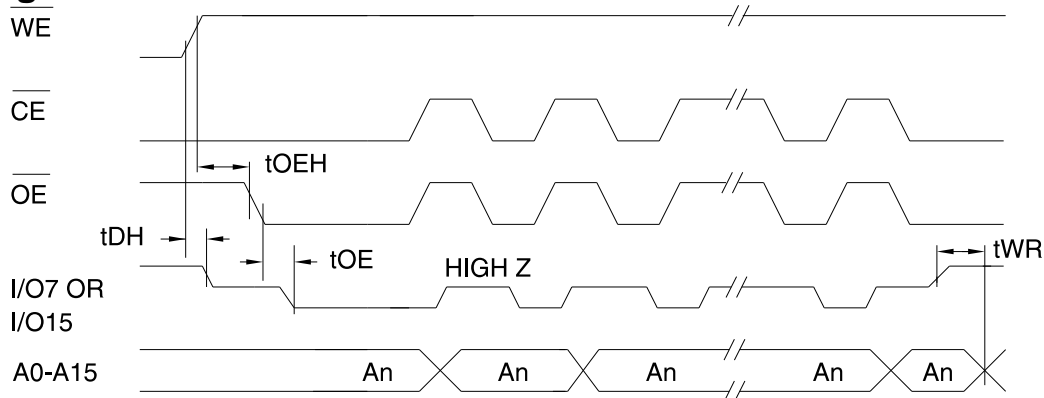 WE
CE
tOEH
OE
tDH
tOE
HIGH Z
tWR
I/O7 OR
I/O15
A0-A15
An
An
An
An
An